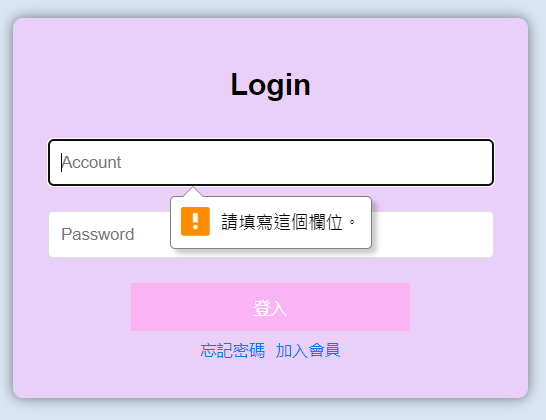 Login
Account
請填寫這個欄位。
Password
登入
忘記密碼 加入會員